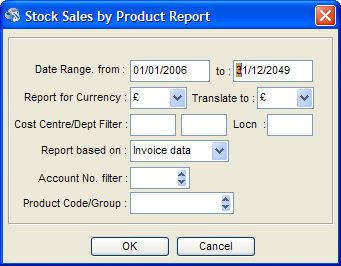 Stock Sales by Product Report
Date Range. from : 01/01/2006 to : 31/12/2049
Report for Currency : £ Translate to : £
Cost Centre/Dept Filter : Locn :
Report based on : Invoice data
Account No. filter :
Product Code/Group :
OK Cancel